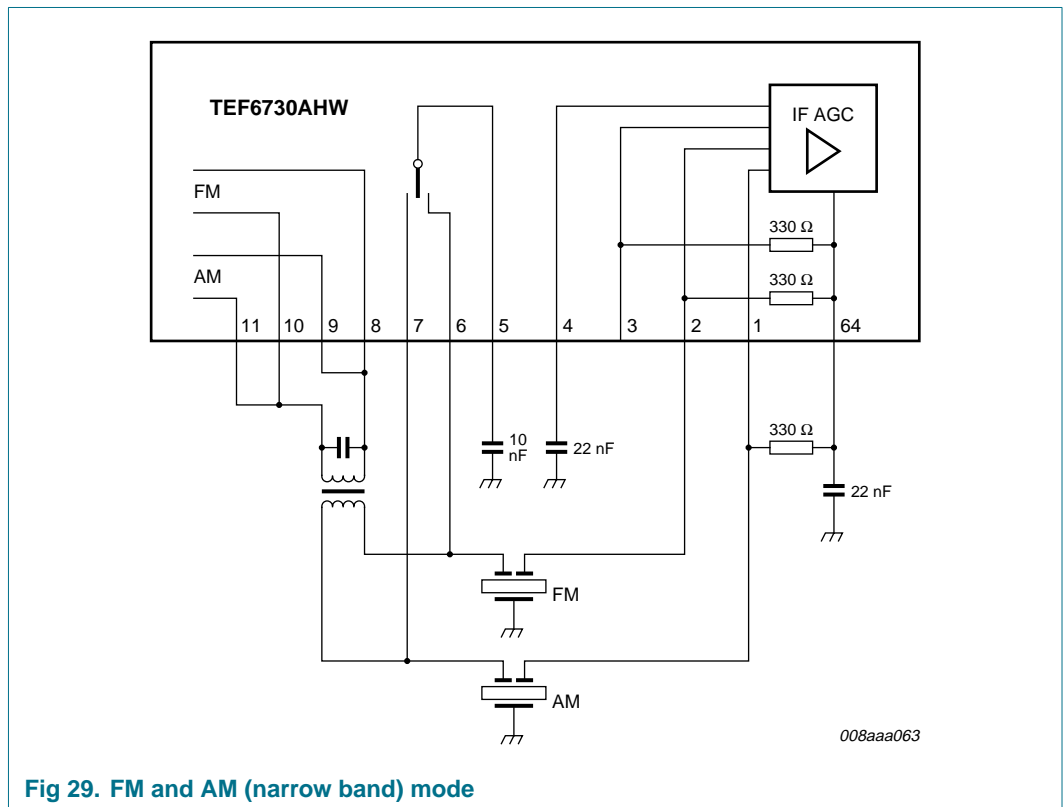 TEF6730AHW
IF AGC
FM
AM
330 Ω
330 Ω
11 10 9 8 7 6 5 4 3 2 1 64
330 Ω
10
nF
22 nF
22 nF
FM
AM
008aaa063
Fig 29. FM and AM (narrow band) mode